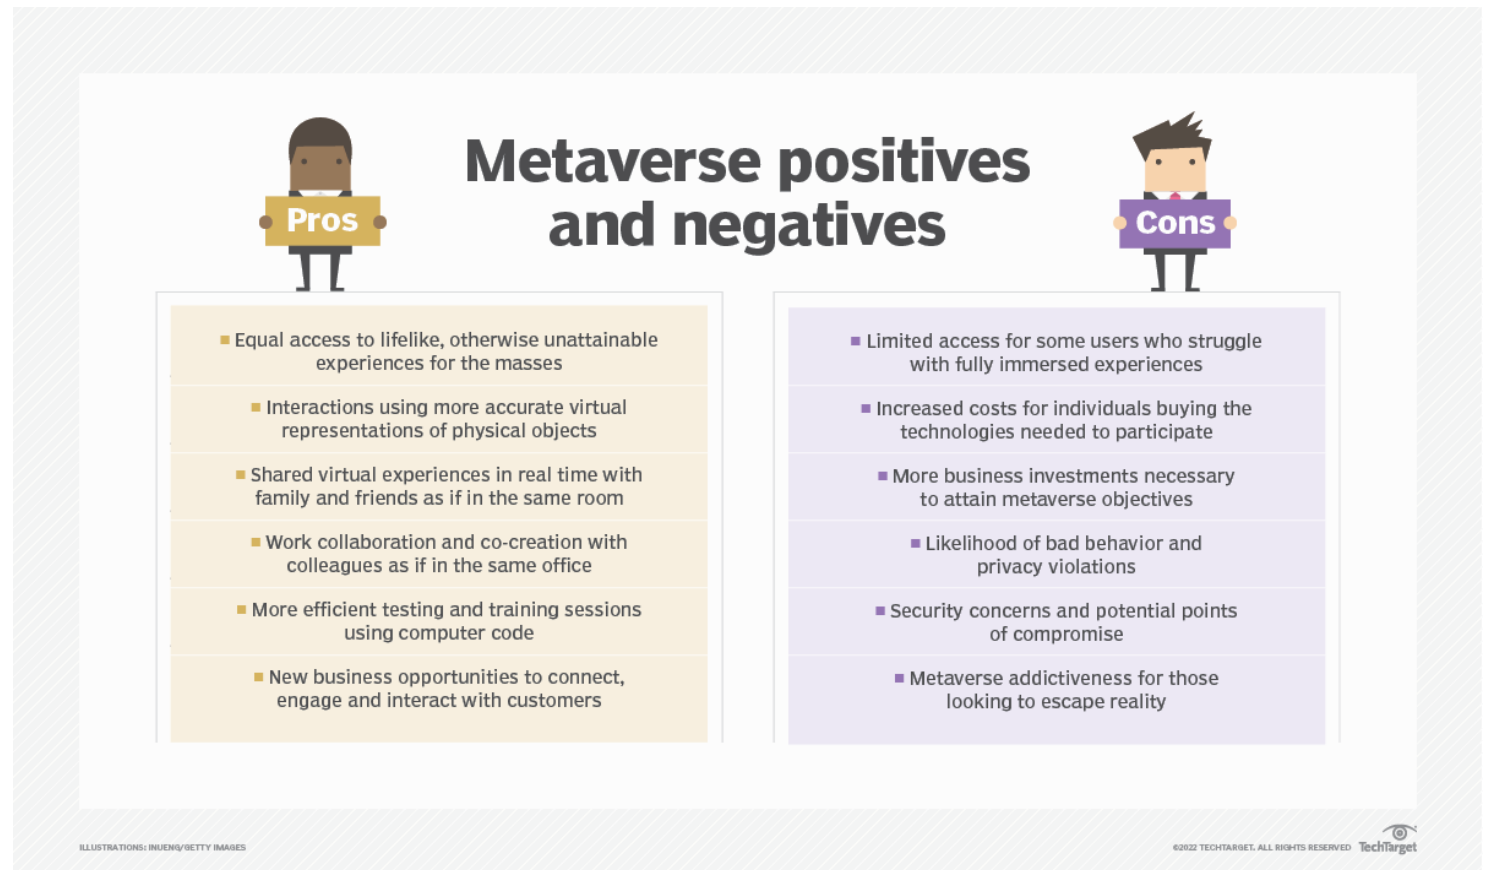 Metaverse positives
and negatives
Pros
Cons
■ Equal access to lifelike, otherwise unattainable
experiences for the masses
■ Interactions using more accurate virtual
representations of physical objects
■ Shared virtual experiences in real time with
family and friends as if in the same room
■ Work collaboration and co-creation with
colleagues as if in the same office
■ More efficient testing and training sessions
using computer code
■ New business opportunities to connect,
engage and interact with customers
■ Limited access for some users who struggle
with fully immersed experiences
■ Increased costs for individuals buying the
technologies needed to participate
■ More business investments necessary
to attain metaverse objectives
■ Likelihood of bad behavior and
privacy violations
■ Security concerns and potential points
of compromise
■ Metaverse addictiveness for those
looking to escape reality
ILLUSTRATIONS: INUENG/GETTY IMAGES
©2022 TECHTARGET, ALL RIGHTS RESERVED TechTarget